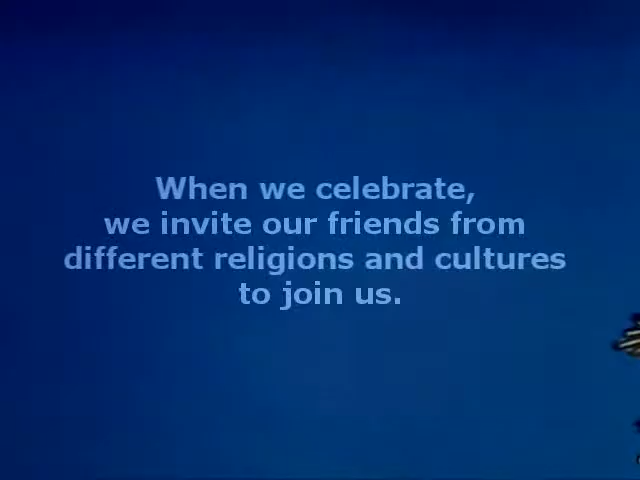 When we celebrate,
we invite our friends from
different religions and cultures
to join us.